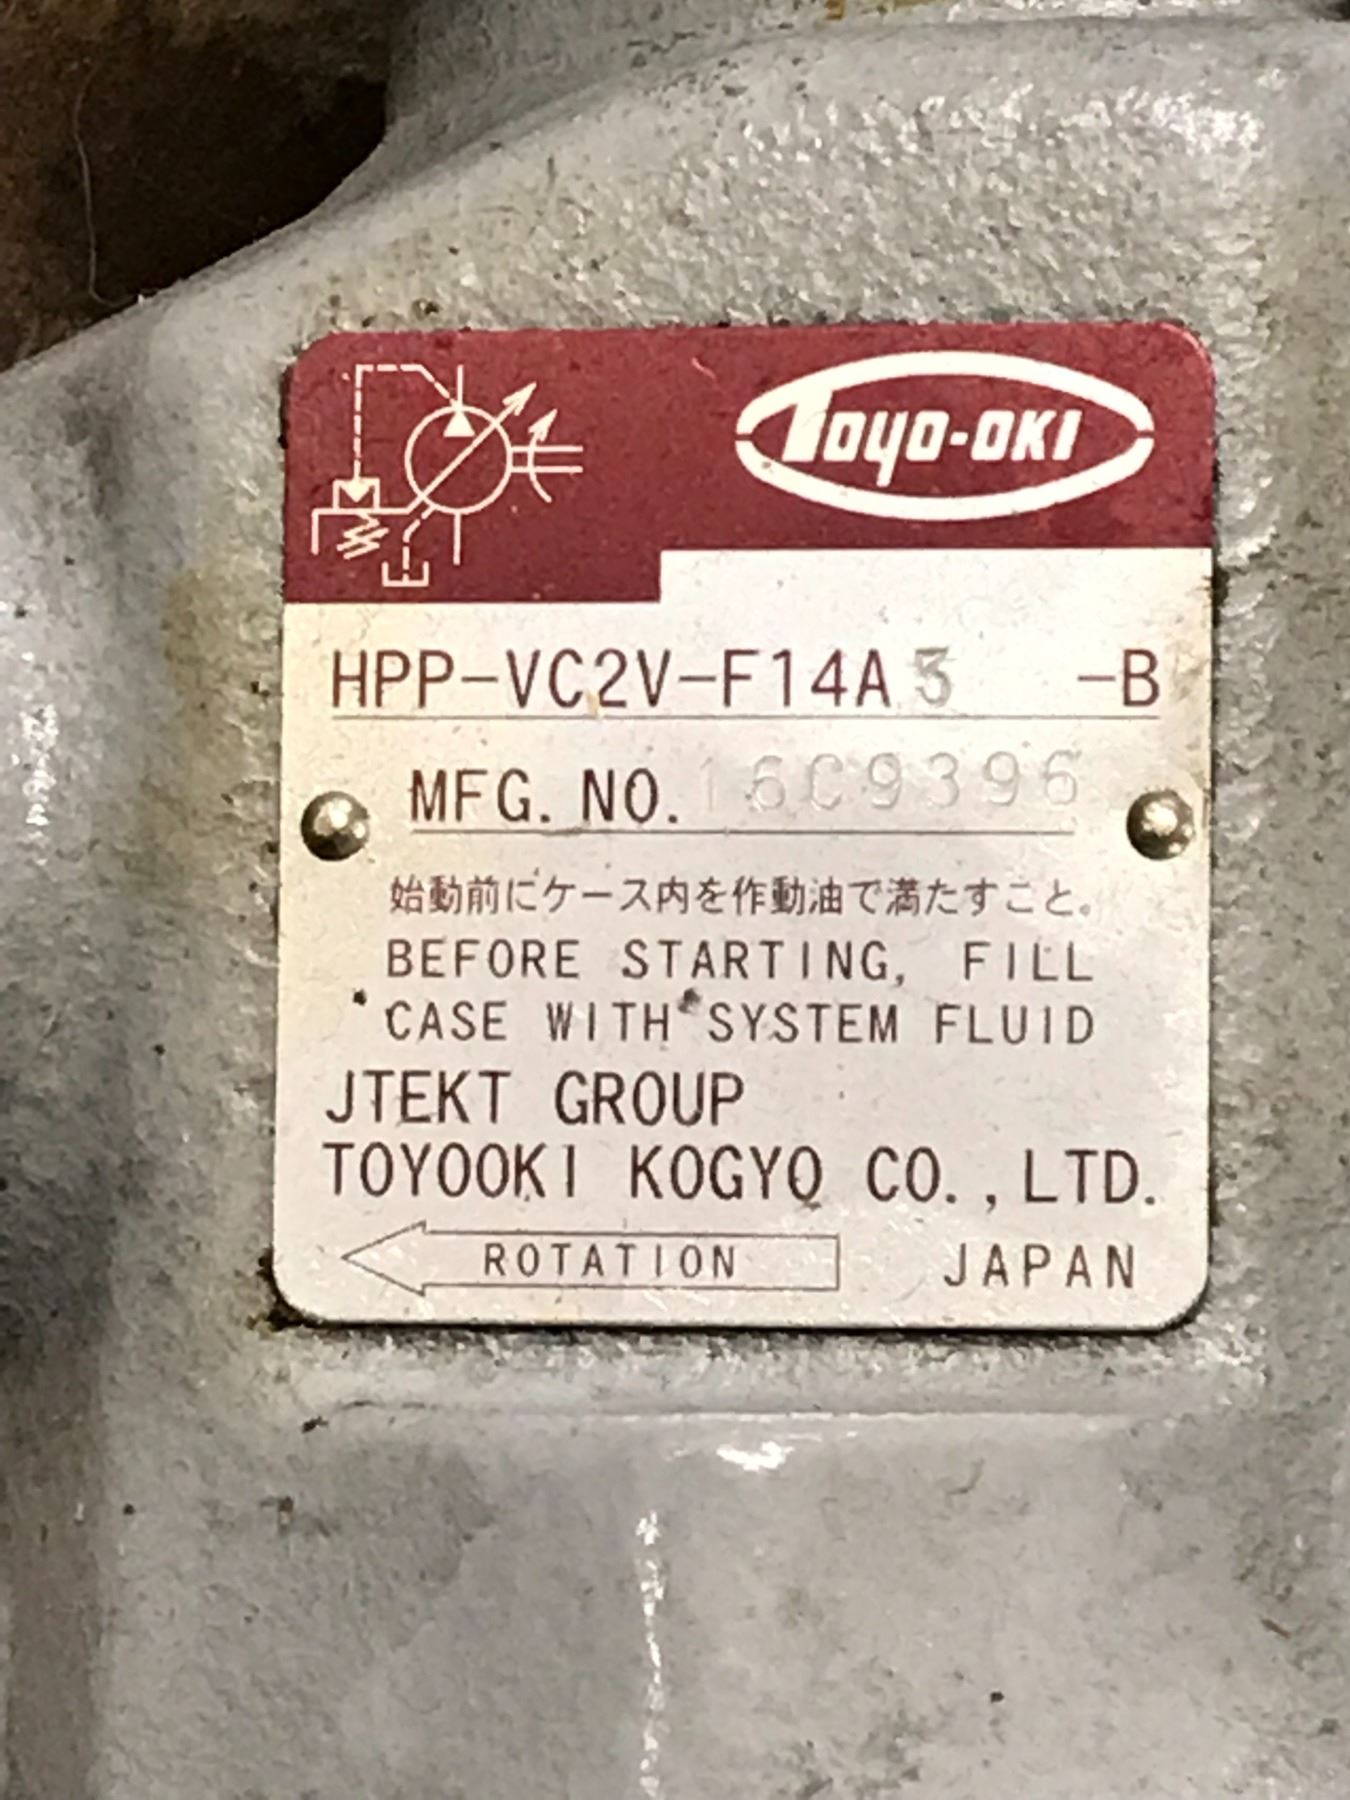 Toyo-OKI
HPP-VC2V-F14A3 -B
MFG. NO. 16C9396
始動前にケース内を作動油で満たすこと。
BEFORE STARTING, FILL
CASE WITH SYSTEM FLUID
JTEKT GROUP
TOYOOKI KOGYO CO., LTD.
ROTATION JAPAN